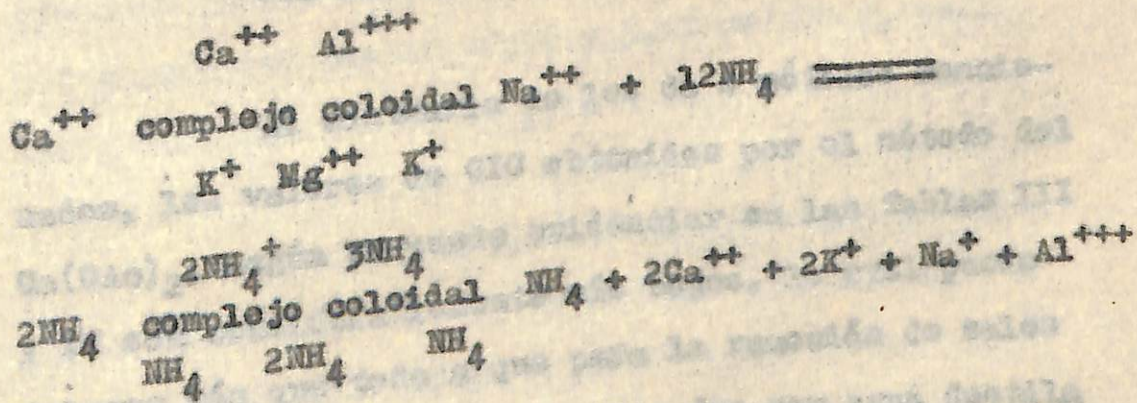 Ca⁺⁺ Al⁺⁺⁺
Ca⁺⁺ complejo coloidal Na⁺⁺ + 12NH₄ ═══
K⁺ Mg⁺⁺ K⁺
2NH₄⁺ 3NH₄
2NH₄ complejo coloidal NH₄ + 2Ca⁺⁺ + 2K⁺ + Na⁺ + Al⁺⁺⁺
NH₄ 2NH₄ NH₄